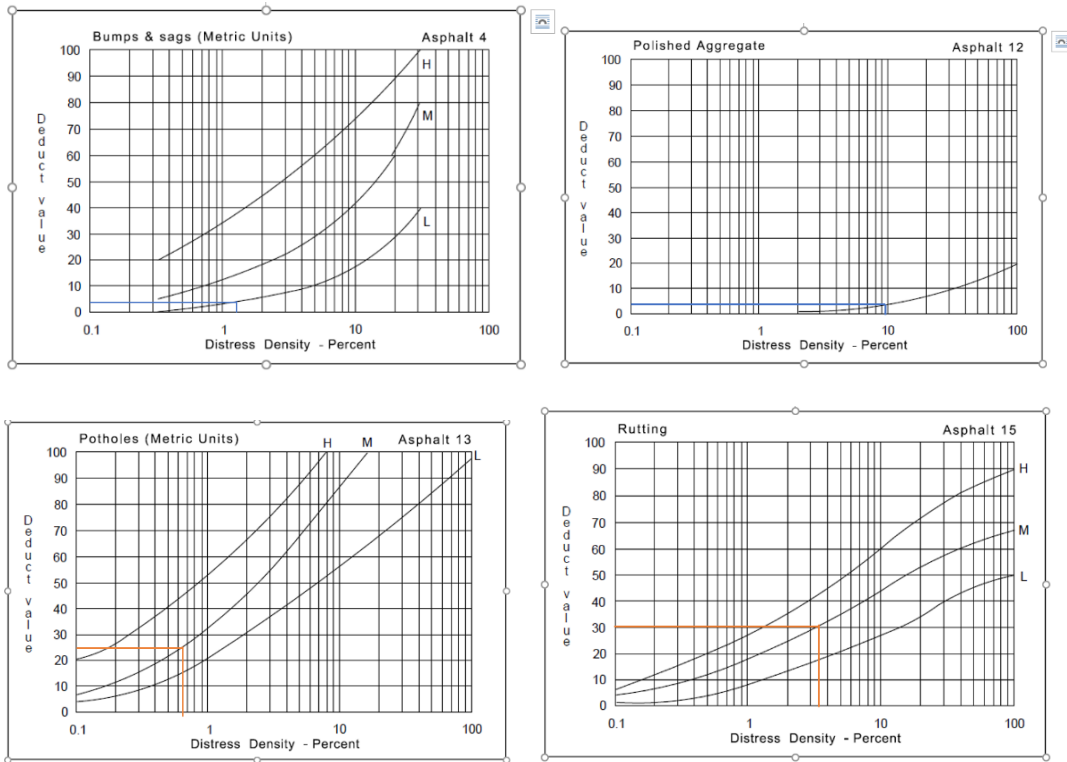 Bumps & sags (Metric Units) Asphalt 4
100
90
80
70
60
50
40
30
20
10
0
Deduct value
H
M
L
0.1 1 10 100
Distress Density - Percent
Polished Aggregate Asphalt 12
100
90
80
70
60
50
40
30
20
10
0
Deduct value
0.1 1 10 100
Distress Density - Percent
Potholes (Metric Units) Asphalt 13
H M L
100
90
80
70
60
50
40
30
20
10
0
Deduct value
0.1 1 10 100
Distress Density - Percent
Rutting Asphalt 15
100
90
80
70
60
50
40
30
20
10
0
Deduct value
H
M
L
0.1 1 10 100
Distress Density - Percent